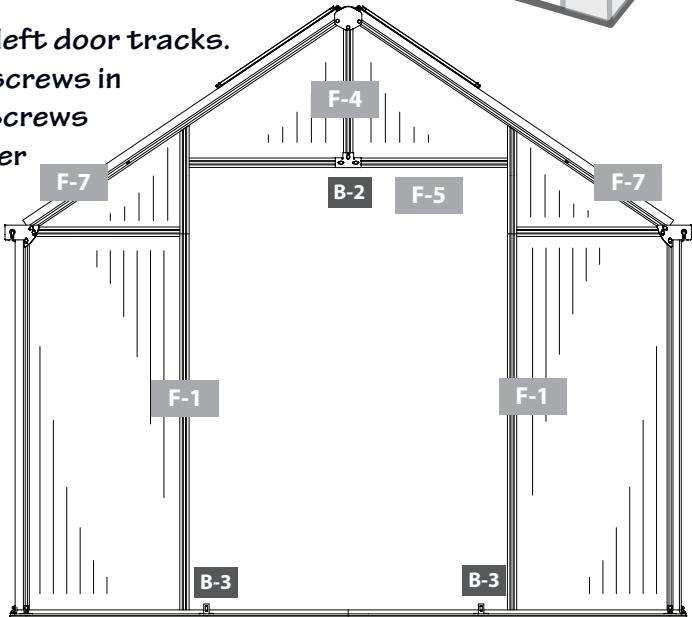 left door tracks.
screws in
screws
er
F-4
F-7
F-7
B-2
F-5
F-1
F-1
B-3
B-3